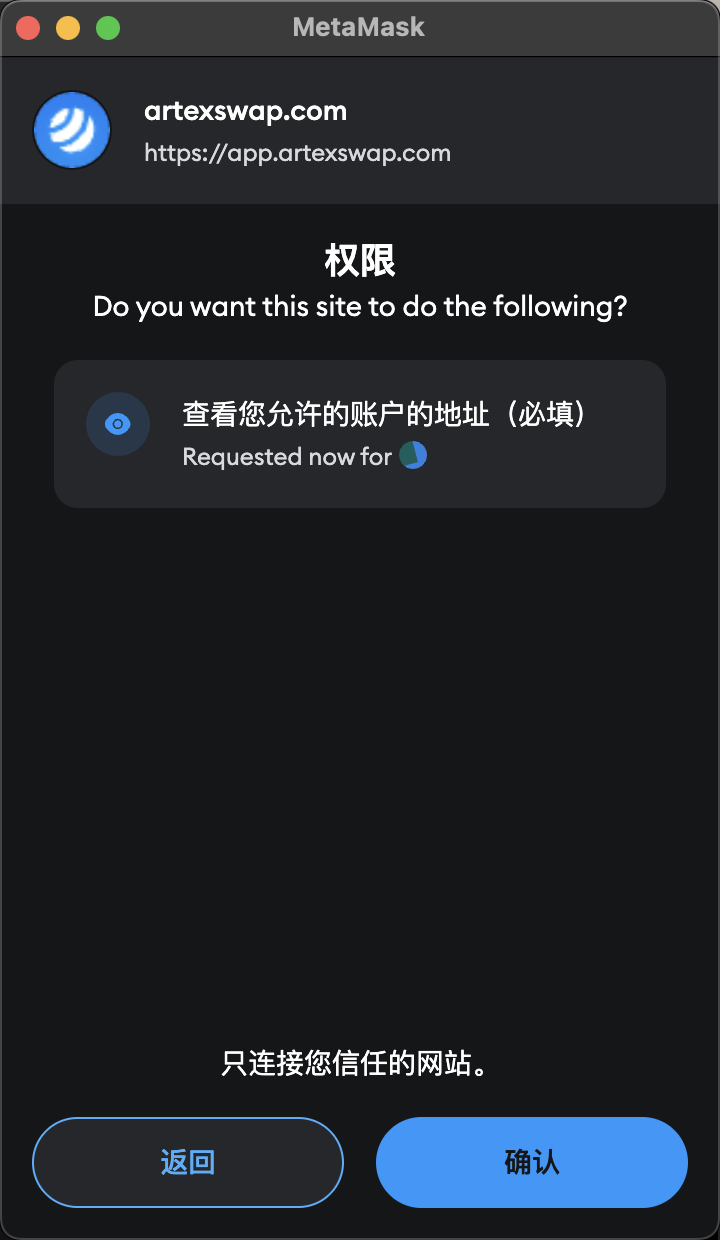 MetaMask
artexswap.com
https://app.artexswap.com
权限
Do you want this site to do the following?
查看您允许的账户的地址（必填）
Requested now for
只连接您信任的网站。
返回
确认